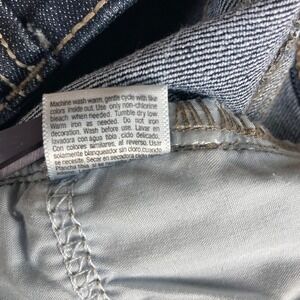 Machine wash warm, gentle cycle with like
colors inside out. Use only non-chlorine
bleach when needed. Tumble dry low
Warm iron as needed. Do not iron
decoration. Wash before use. Lavar en
lavadora con agua tibia ciclo delicado.
Con colores similares, al reverso. Usar
solamente blanqueador sin cloro cuando
necesite. Secar en secadora
Plancha tibia